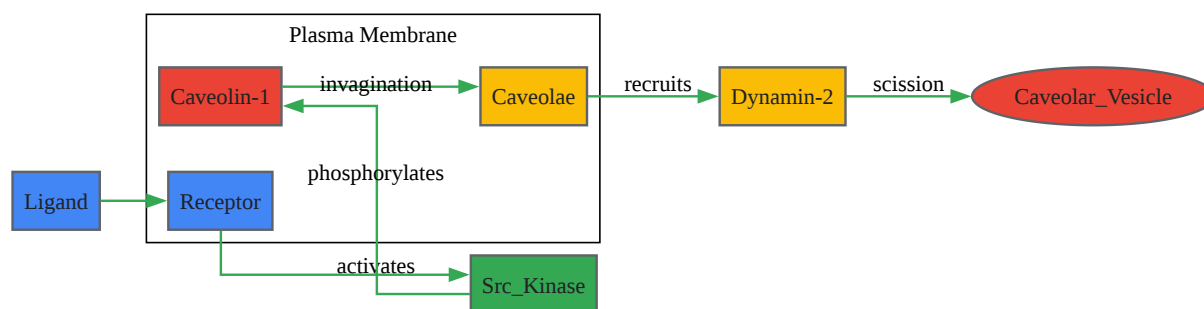 Plasma Membrane
Caveolin-1
invagination
Caveolae
recruits
Dynamin-2
scission
Caveolar_Vesicle
phosphorylates
Ligand
Receptor
activates
Src_Kinase